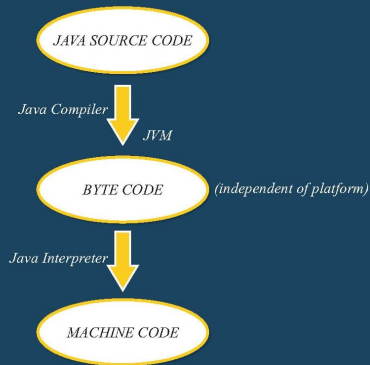 JAVA SOURCE CODE
Java Compiler
JVM
BYTE CODE
(independent of platform)
Java Interpreter
MACHINE CODE